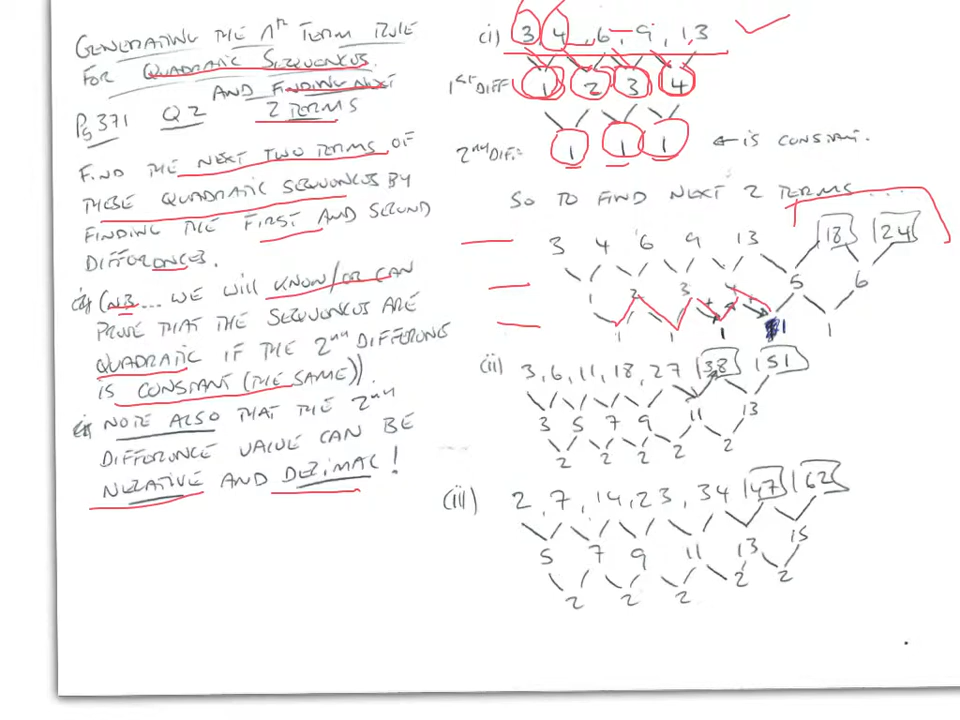 GENERATING THE nth TERM RULE
FOR QUADRATIC SEQUENCES
AND FINDING NEXT
Pg 371 Q2 2 TERMS
FIND THE NEXT TWO TERMS OF
THESE QUADRATIC SEQUENCES BY
FINDING THE FIRST AND SECOND
DIFFERENCES.
(NB... WE WILL KNOW/OR CAN
PROVE THAT THE SEQUENCES ARE
QUADRATIC IF THE 2nd DIFFERENCE
IS CONSTANT (THE SAME)).
NOTE ALSO THAT THE 2nd
DIFFERENCE VALUE CAN BE
NEGATIVE AND DECIMAL!
(i) 3, 4, 6, 9, 13
1ST DIFF 1 2 3 4
2nd DIFF: 1 1 1 ← IS CONSTANT.
SO TO FIND NEXT 2 TERMS...
3 4 6 9 13 18 24
1 2 3 4 5 6
1 1 1 1 1
(ii) 3, 6, 11, 18, 27 38 51
3 5 7 9 11 13
2 2 2 2 2
(iii) 2, 7, 14, 23, 34 47 62
5 7 9 11 13 15
2 2 2 2 2